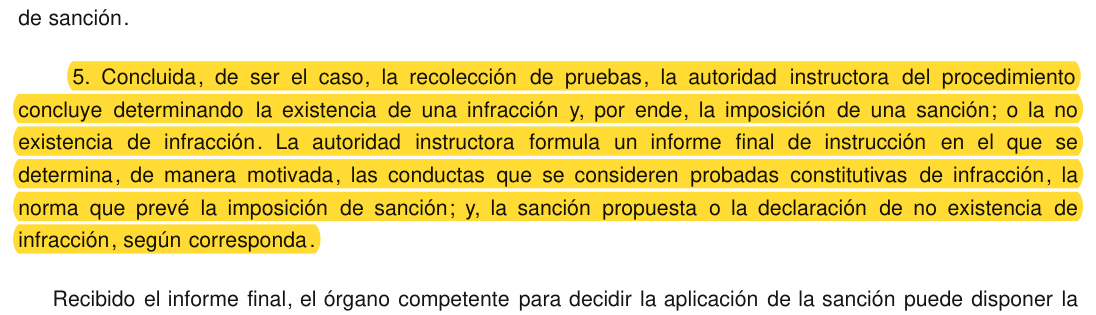 de sanción.
5. Concluida, de ser el caso, la recolección de pruebas, la autoridad instructora del procedimiento
concluye determinando la existencia de una infracción y, por ende, la imposición de una sanción; o la no
existencia de infracción. La autoridad instructora formula un informe final de instrucción en el que se
determina, de manera motivada, las conductas que se consideren probadas constitutivas de infracción, la
norma que prevé la imposición de sanción; y, la sanción propuesta o la declaración de no existencia de
infracción, según corresponda.
Recibido el informe final, el órgano competente para decidir la aplicación de la sanción puede disponer la